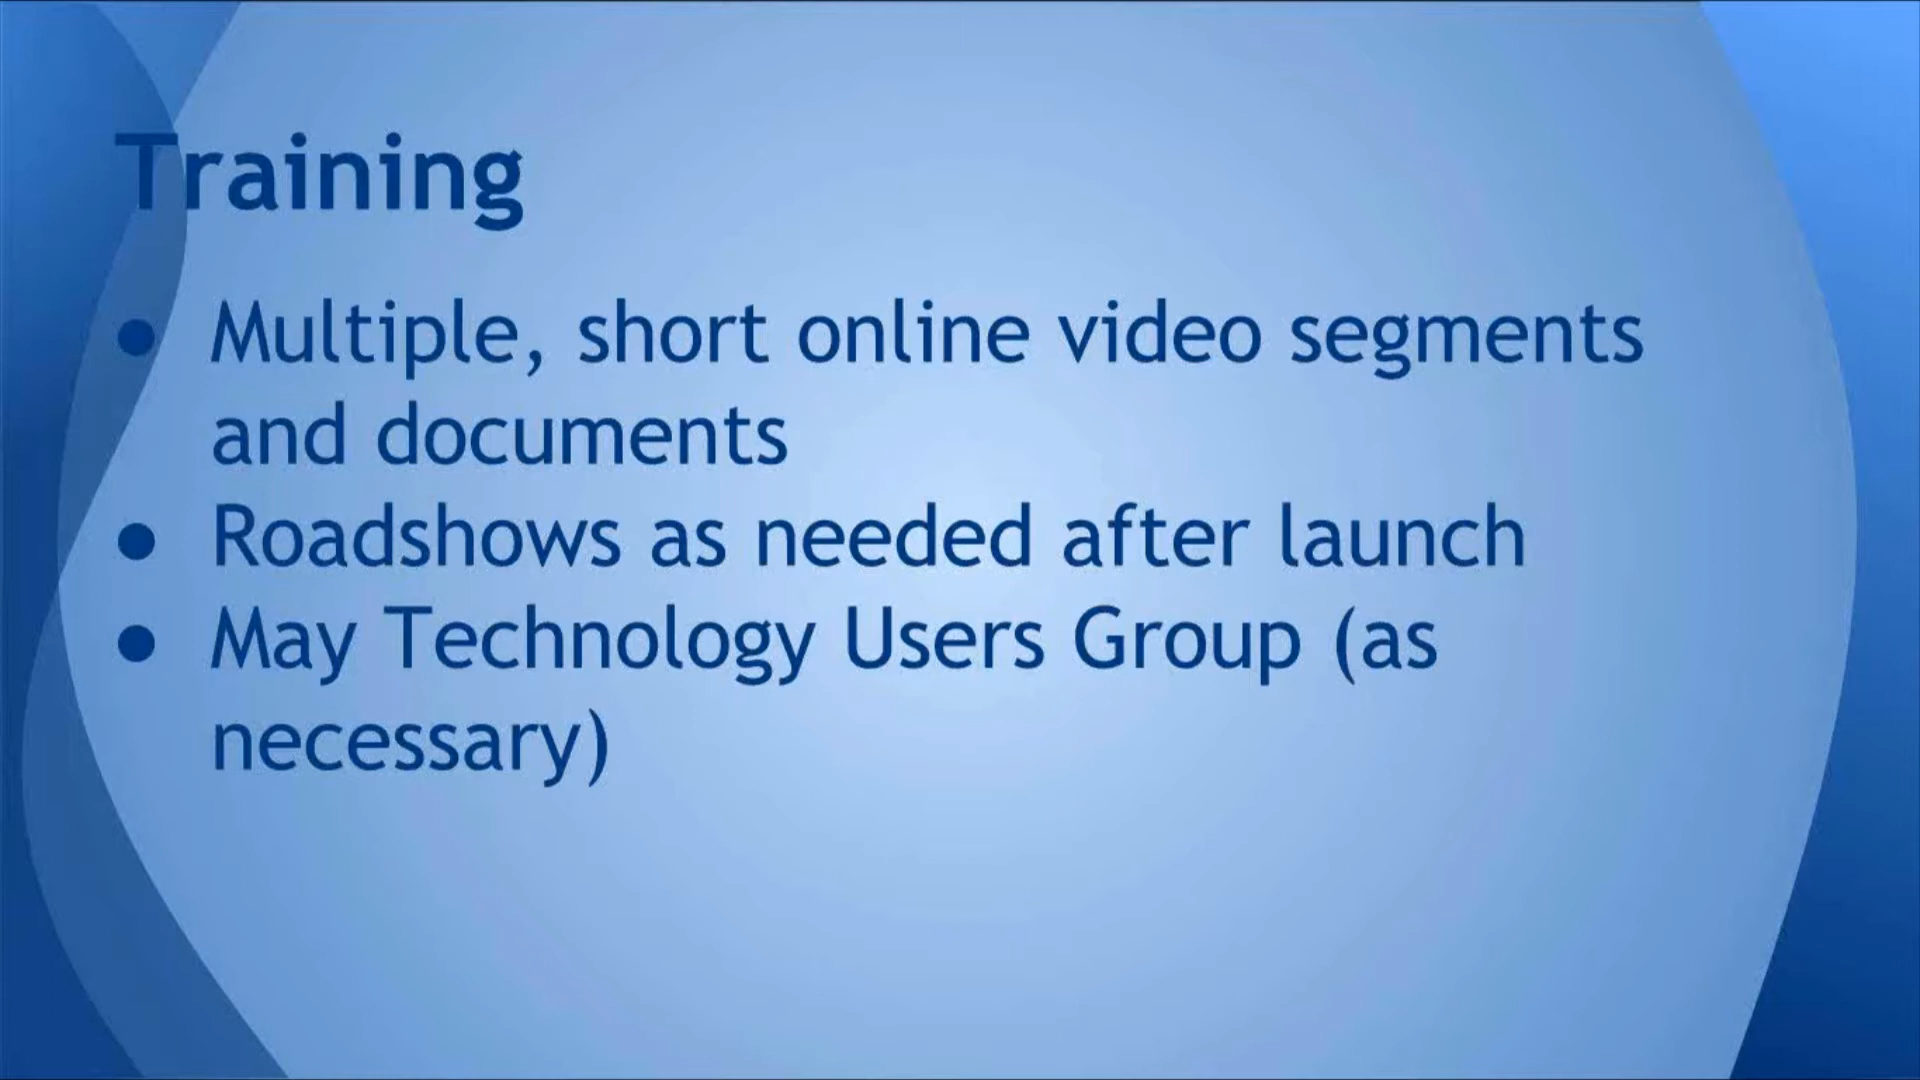 Training
● Multiple, short online video segments
and documents
● Roadshows as needed after launch
● May Technology Users Group (as
necessary)